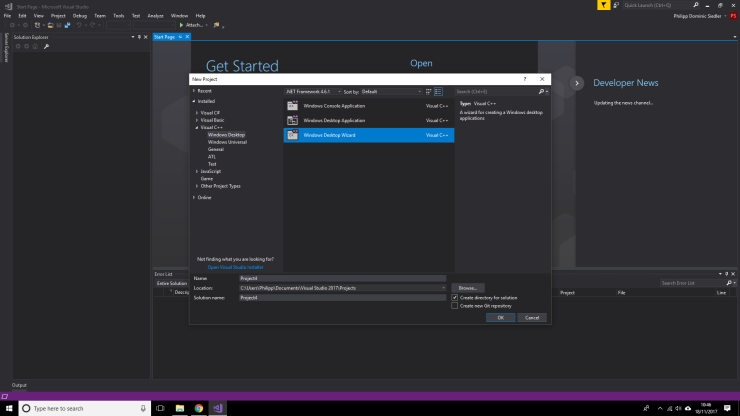 Start Page - Microsoft Visual Studio
Quick Launch (Ctrl+Q)
File Edit View Project Debug Team Tools Test Analyze Window Help
Philipp Dominic Siedler PS
Attach...
Server Explorer
Solution Explorer
Start Page
Get Started
Open
Developer News
Updating the news channel...
New Project
Recent
Installed
Visual C#
Visual Basic
Visual C++
Windows Desktop
Windows Universal
General
ATL
Test
JavaScript
Game
Other Project Types
Online
Not finding what you are looking for?
Open Visual Studio Installer
.NET Framework 4.6.1 Sort by: Default
Search (Ctrl+E)
Windows Console Application Visual C++
Windows Desktop Application Visual C++
Windows Desktop Wizard Visual C++
Type: Visual C++
A wizard for creating a Windows desktop
applications
Name: Project4
Location: C:\Users\Philipp\Documents\Visual Studio 2017\Projects
Browse...
Solution name: Project4
Create directory for solution
Create new Git repository
OK Cancel
Error List
Entire Solution
Search Error List
Project File Line
Output
Type here to search
10:46
18/11/2017